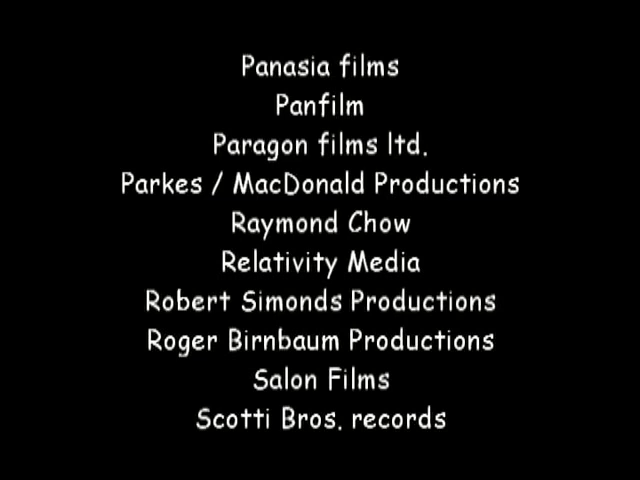 Panasia films
Panfilm
Paragon films ltd.
Parkes / MacDonald Productions
Raymond Chow
Relativity Media
Robert Simonds Productions
Roger Birnbaum Productions
Salon Films
Scotti Bros. records